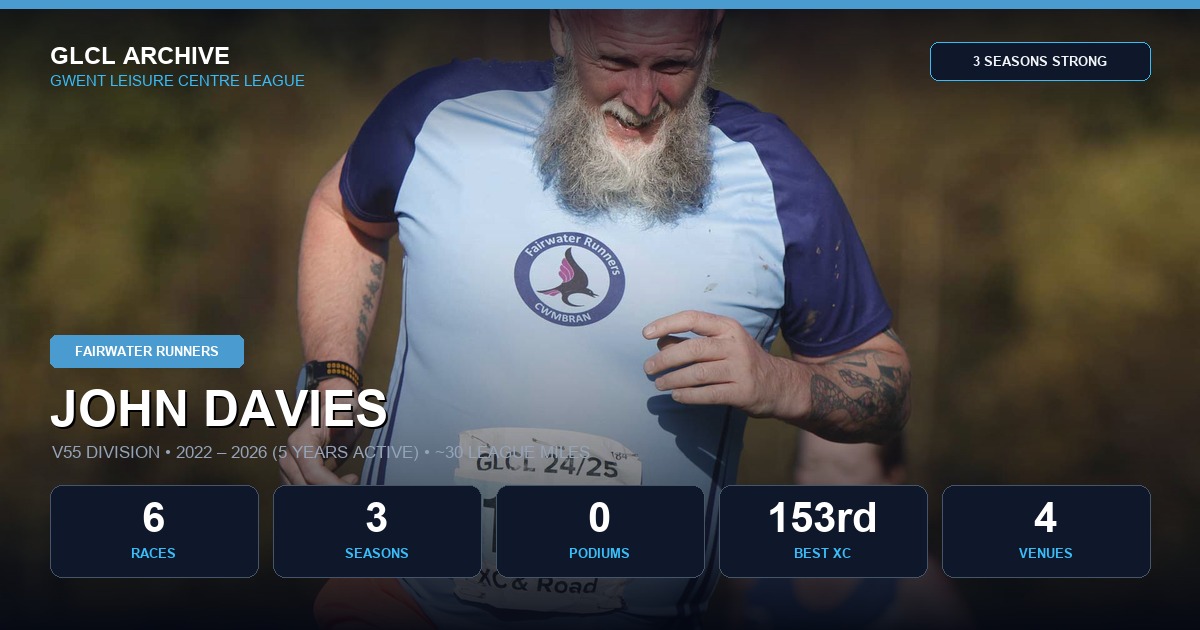 GLCL ARCHIVE
GWENT LEISURE CENTRE LEAGUE
3 SEASONS STRONG
Fairwater Runners
CWMBRAN
FAIRWATER RUNNERS
JOHN DAVIES
V55 DIVISION • 2022 – 2026 (5 YEARS ACTIVE) • ~30 LEAGUE MILES
GLCL 24/25
6
RACES
3
SEASONS
0
PODIUMS
153rd
BEST XC
4
VENUES
XC & Road